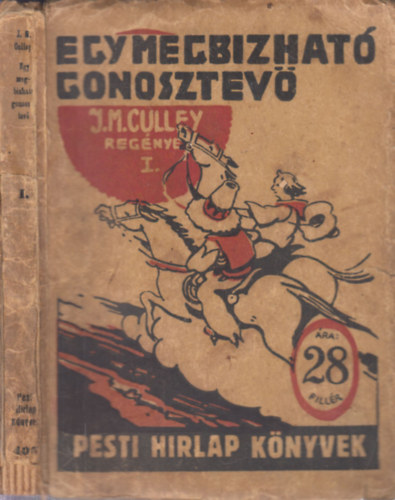 J. M.
Culley
Egy
meg-
bizható
gonosz-
tevő
I.
Pesti
Hirlap
Könyvek
EGY MEGBIZHATÓ
GONOSZTEVŐ
J.M. CULLEY
REGÉNYE
I.
ÁRA:
28
FILLÉR
PESTI HIRLAP KÖNYVEK